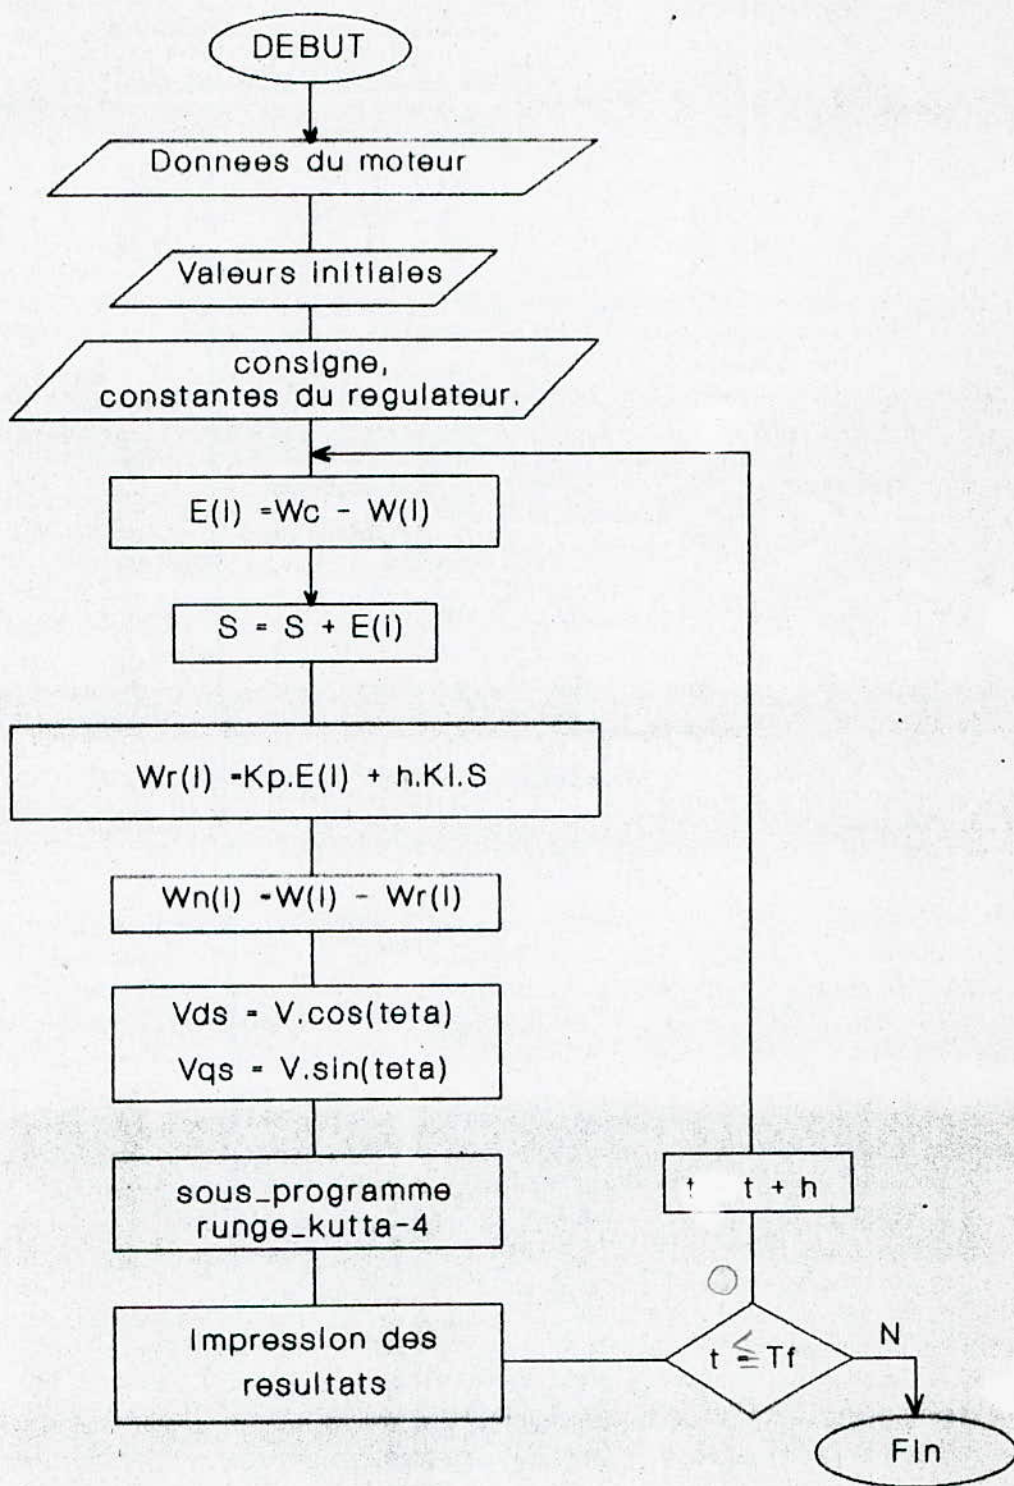 DEBUT
Donnees du moteur
Valeurs initiales
consigne,
constantes du regulateur.
E(I) =Wc - W(I)
S = S + E(i)
Wr(I) =Kp.E(I) + h.KI.S
Wn(I) =W(I) - Wr(I)
Vds = V.cos(teta)
Vqs = V.sin(teta)
sous_programme
runge_kutta-4
Impression des
resultats
t t + h
O
t ≤ Tf
N
Fin